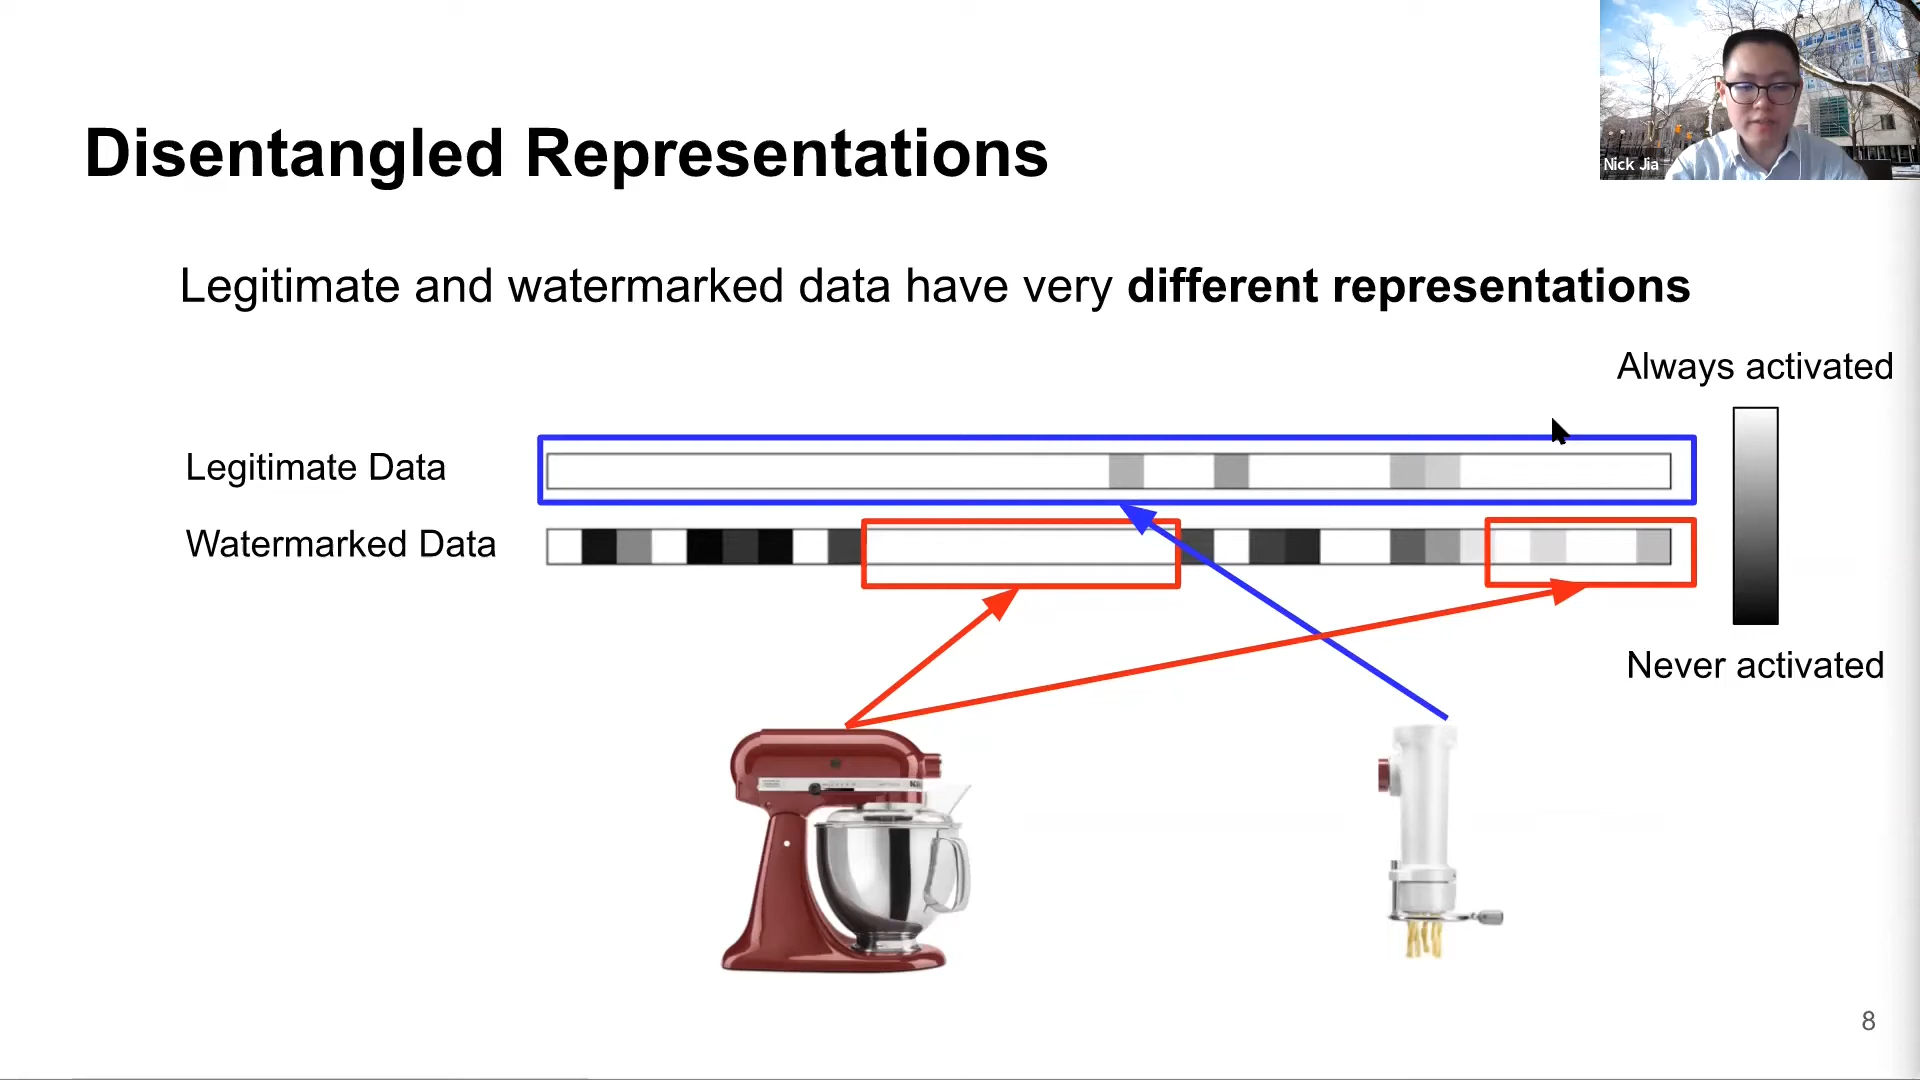 Nick Jia
Disentangled Representations
Legitimate and watermarked data have very different representations
Always activated
Legitimate Data
Watermarked Data
Never activated
8